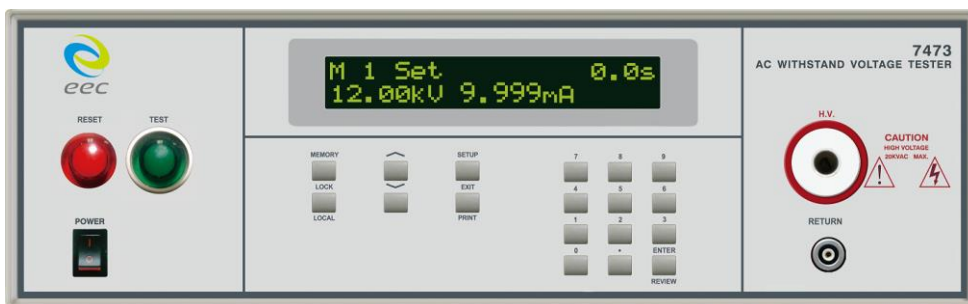 eec
RESET
TEST
POWER
M 1 Set 0.0s
12.00kV 9.999mA
MEMORY
SETUP
LOCK
EXIT
LOCAL
PRINT
7 8 9
4 5 6
1 2 3
0 • ENTER
REVIEW
7473
AC WITHSTAND VOLTAGE TESTER
H.V.
CAUTION
HIGH VOLTAGE
20KVAC MAX.
RETURN